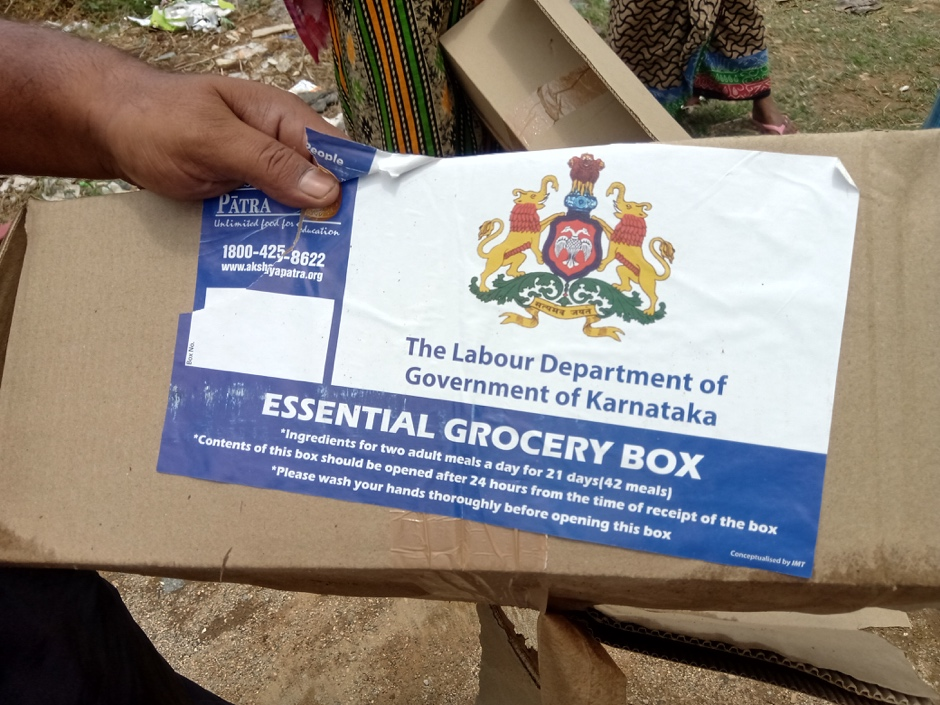 People
PĀTRA
Unlimited food for education
1800-425-8622
www.akshayapatra.org
Box No.
सत्यमेव जयते
The Labour Department of
Government of Karnataka
ESSENTIAL GROCERY BOX
*Ingredients for two adult meals a day for 21 days(42 meals)
*Contents of this box should be opened after 24 hours from the time of receipt of the box
*Please wash your hands thoroughly before opening this box
Conceptualised by IMT